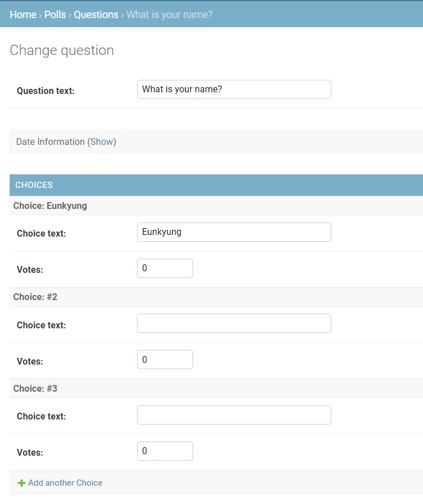 Home › Polls › Questions › What is your name?
Change question
Question text: What is your name?
Date Information (Show)
CHOICES
Choice: Eunkyung
Choice text: Eunkyung
Votes: 0
Choice: #2
Choice text:
Votes: 0
Choice: #3
Choice text:
Votes: 0
+ Add another Choice